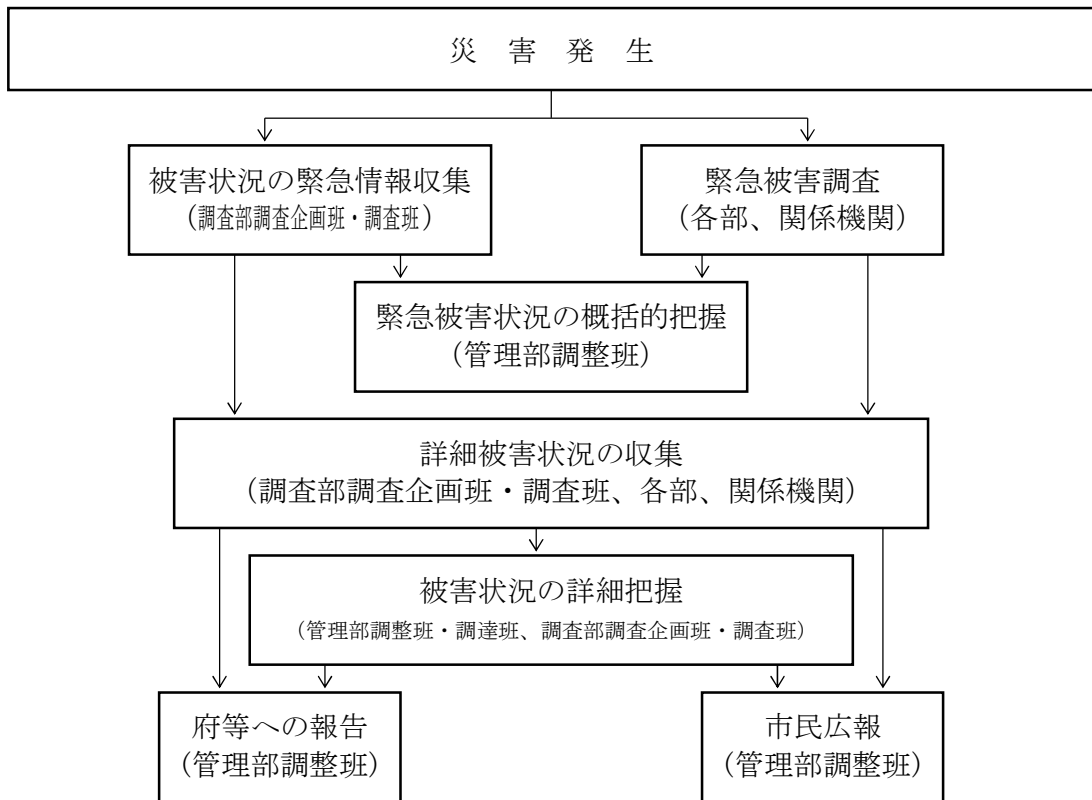 災　害　発　生
被害状況の緊急情報収集
（調査部調査企画班・調査班）
緊急被害調査
（各部、関係機関）
緊急被害状況の概括的把握
（管理部調整班）
詳細被害状況の収集
（調査部調査企画班・調査班、各部、関係機関）
被害状況の詳細把握
（管理部調整班・調達班、調査部調査企画班・調査班）
府等への報告
（管理部調整班）
市民広報
（管理部調整班）